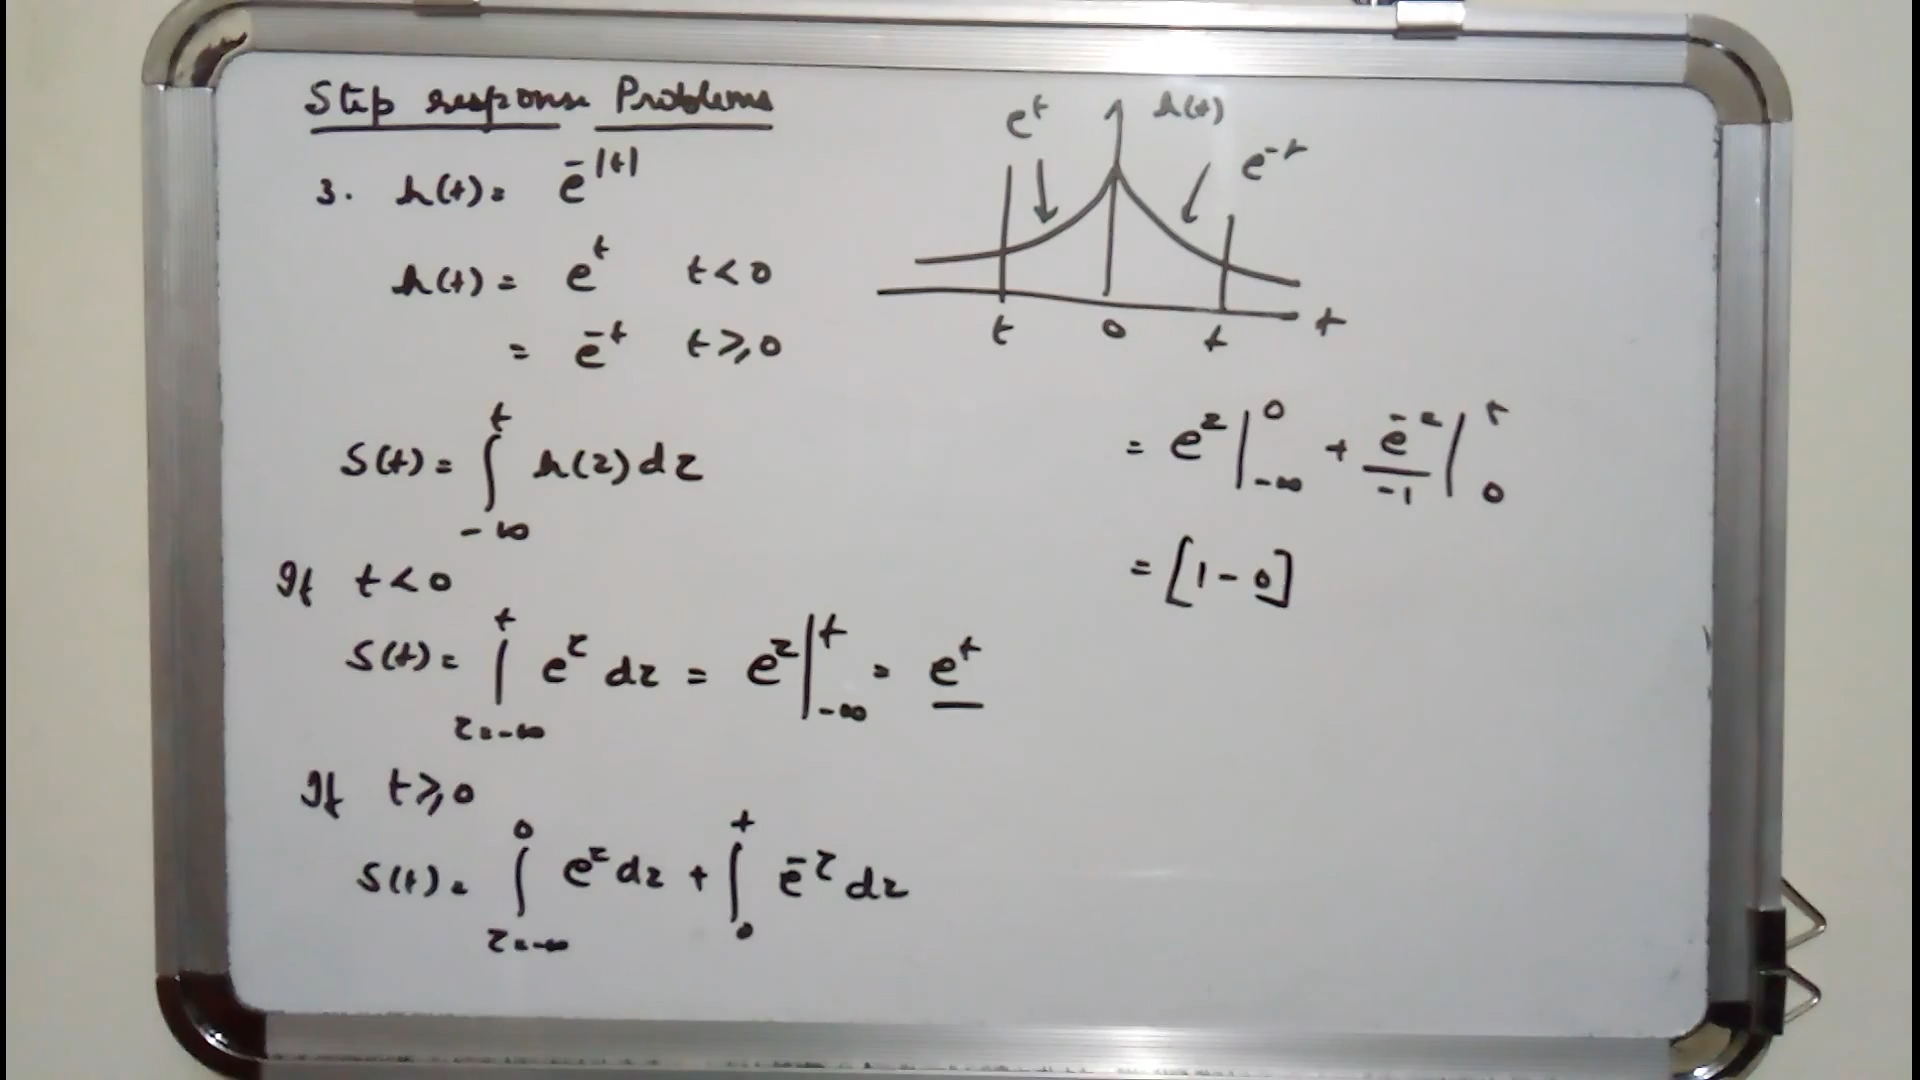 Step response Problems
3. h(t) = e^-|t|
h(t) = e^t t<0
= e^-t t≥0
S(t) = ∫_{-∞}^{t} h(τ)dτ
If t<0
S(t) = ∫_{τ=-∞}^{t} e^τ dτ = e^τ |_{-∞}^{t} = e^t
If t≥0
S(t) = ∫_{τ=-∞}^{0} e^τ dτ + ∫_{0}^{t} e^-τ dτ
h(t)
e^t
e^-t
t 0 t t
= e^τ |_{-∞}^{0} + e^-τ/-1 |_{0}^{t}
= [1-0]